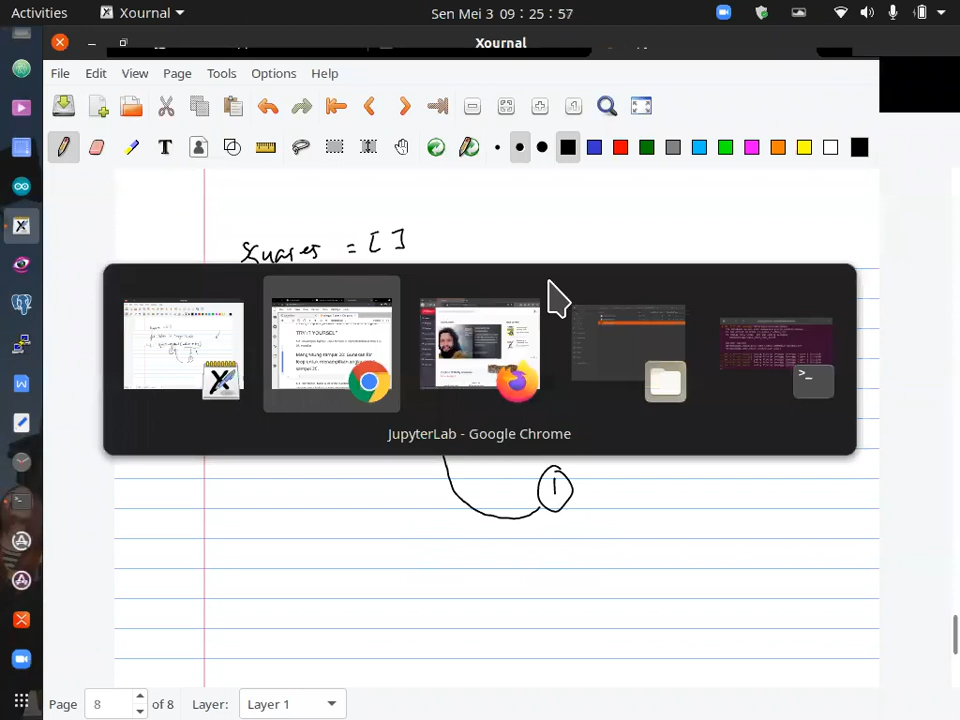 Activities
Xournal
Sen Mei 3 09 : 25 : 57
Xournal
File Edit View Page Tools Options Help
squares = [ ]
JupyterLab - Google Chrome
1
Page 8 of 8 Layer: Layer 1